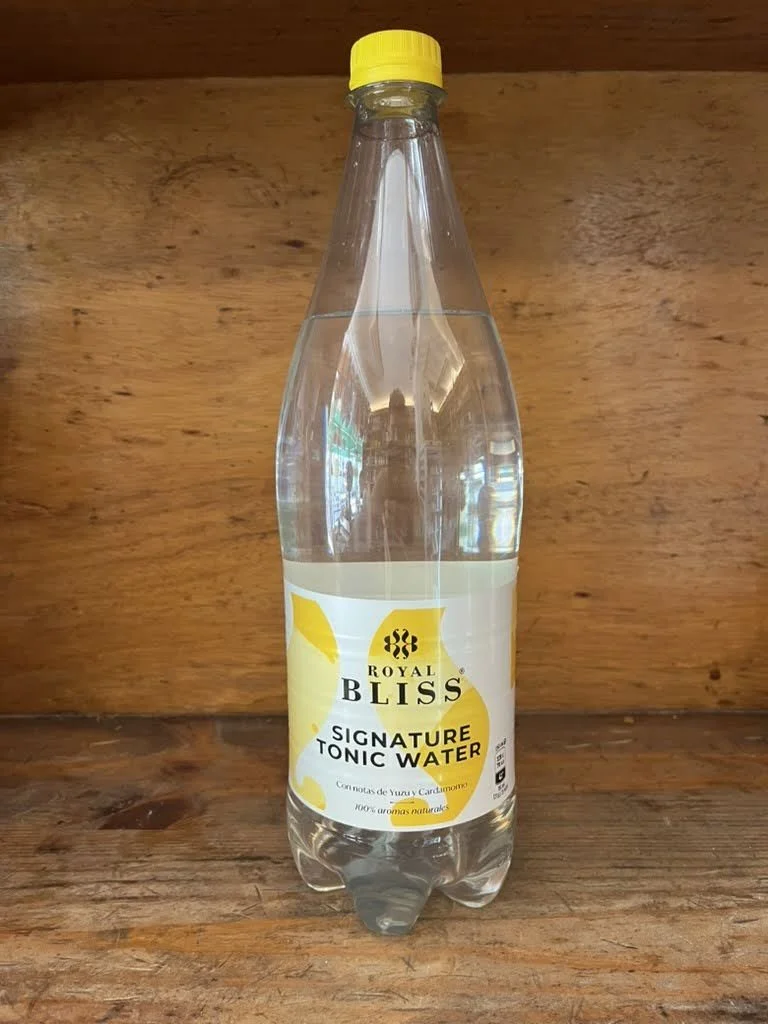 ROYAL
BLISS®
SIGNATURE
TONIC WATER
Con notas de Yuzu y Cardamomo
100% aromas naturales